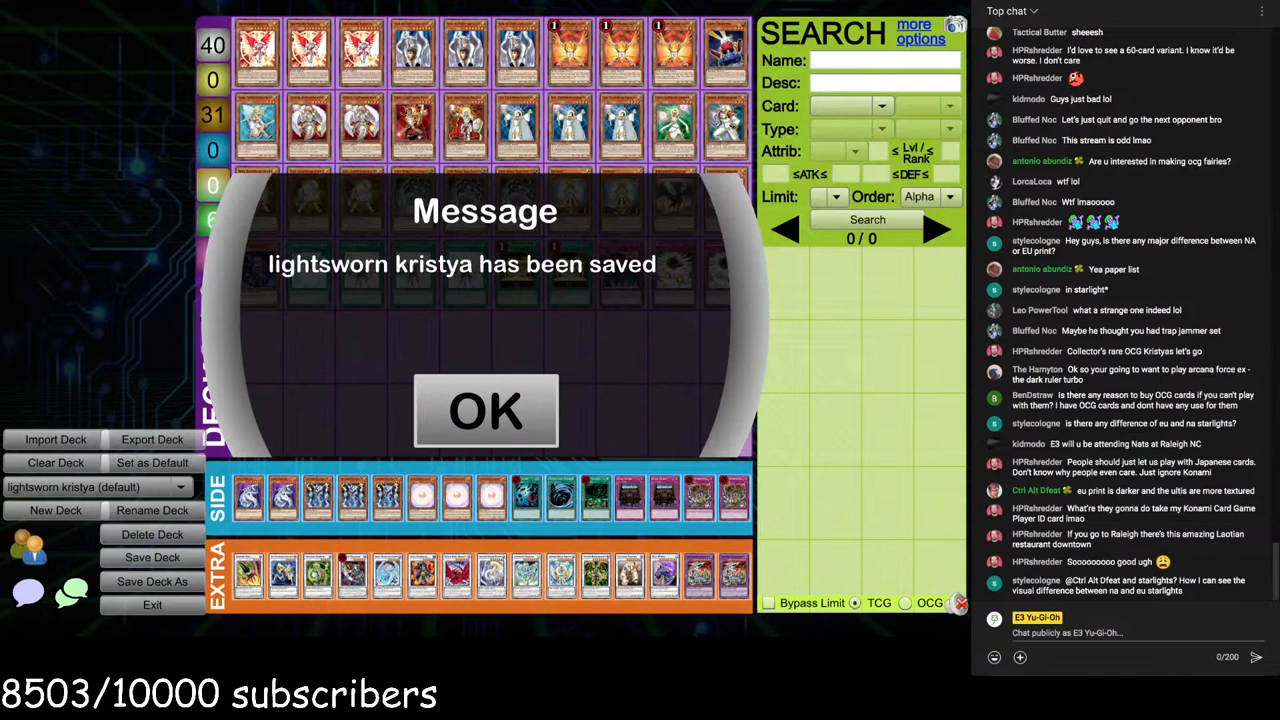 40
0
31
0
0
6
DECK
SIDE
EXTRA
1
1
1
1
1
Message
lightsworn kristya has been saved
OK
Import Deck
Export Deck
Clear Deck
Set as Default
lightsworn kristya (default)
New Deck
Rename Deck
Delete Deck
Save Deck
Save Deck As
Exit
SEARCH
more
options
Name:
Desc:
Card:
Type:
Attrib:
≤ Lvl / ≤
Rank
≤ATK≤
≤DEF≤
Limit:
Order:
Alpha
Search
0 / 0
Bypass Limit
TCG
OCG
8503/10000 subscribers
Top chat
Tactical Butter sheeesh
HPRshredder I'd love to see a 60-card variant. I know it'd be
worse. I don't care
HPRshredder
kidmodo Guys just bad lol
Bluffed Noc Let's just quit and go the next opponent bro
Bluffed Noc This stream is odd lmao
antonio abundiz Are u interested in making ocg fairies?
LorcaLoca wtf lol
Bluffed Noc Wtf lmaooooo
HPRshredder
stylecologne Hey guys, is there any major difference between NA
or EU print?
antonio abundiz Yea paper list
stylecologne in starlight*
Leo PowerTool what a strange one indeed lol
Bluffed Noc Maybe he thought you had trap jammer set
HPRshredder Collector's rare OCG Kristyas let's go
The Hamyton Ok so your going to want to play arcana force ex -
the dark ruler turbo
BenDstraw Is there any reason to buy OCG cards if you can't play
with them? I have OCG cards and dont have any use for them
stylecologne is there any difference of eu and na starlights?
kidmodo E3 will u be attending Nats at Raleigh NC
HPRshredder People should just let us play with Japanese cards.
Don't know why people even care. Just ignore Konami
Ctrl Alt Dfeat eu print is darker and the ultis are more textured
HPRshredder What're they gonna do take my Konami Card Game
Player ID card lmao
HPRshredder If you go to Raleigh there's this amazing Laotian
restaurant downtown
HPRshredder Sooooooooo good ugh
stylecologne @Ctrl Alt Dfeat and starlights? How I can see the
visual difference between na and eu starlights
E3 Yu-Gi-Oh
Chat publicly as E3 Yu-Gi-Oh...
0/200